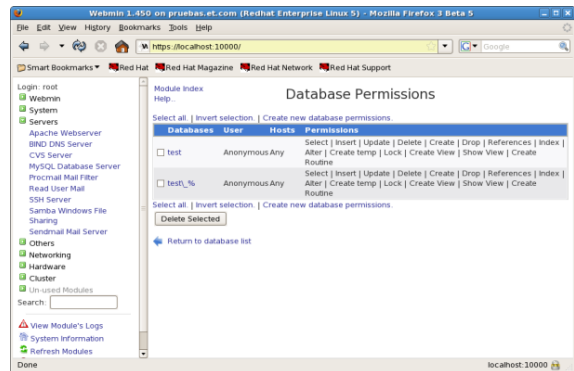 Webmin 1.450 on pruebas.et.com (Redhat Enterprise Linux 5) - Mozilla Firefox 3 Beta 5
File Edit View History Bookmarks Tools Help
https://localhost:10000/
Google
Smart Bookmarks Red Hat Red Hat Magazine Red Hat Network Red Hat Support
Login: root
Webmin
System
Servers
Apache Webserver
BIND DNS Server
CVS Server
MySQL Database Server
Procmail Mail Filter
Read User Mail
SSH Server
Samba Windows File
Sharing
Sendmail Mail Server
Others
Networking
Hardware
Cluster
Un-used Modules
Search:
View Module's Logs
System Information
Refresh Modules
Module Index
Help..
Database Permissions
Select all. | Invert selection. | Create new database permissions.
Databases User Hosts Permissions
test Anonymous Any Select | Insert | Update | Delete | Create | Drop | References | Index |
Alter | Create temp | Lock | Create View | Show View | Create
Routine
test\_% Anonymous Any Select | Insert | Update | Delete | Create | Drop | References | Index |
Alter | Create temp | Lock | Create View | Show View | Create
Routine
Select all. | Invert selection. | Create new database permissions.
Delete Selected
Return to database list
Done
localhost:10000